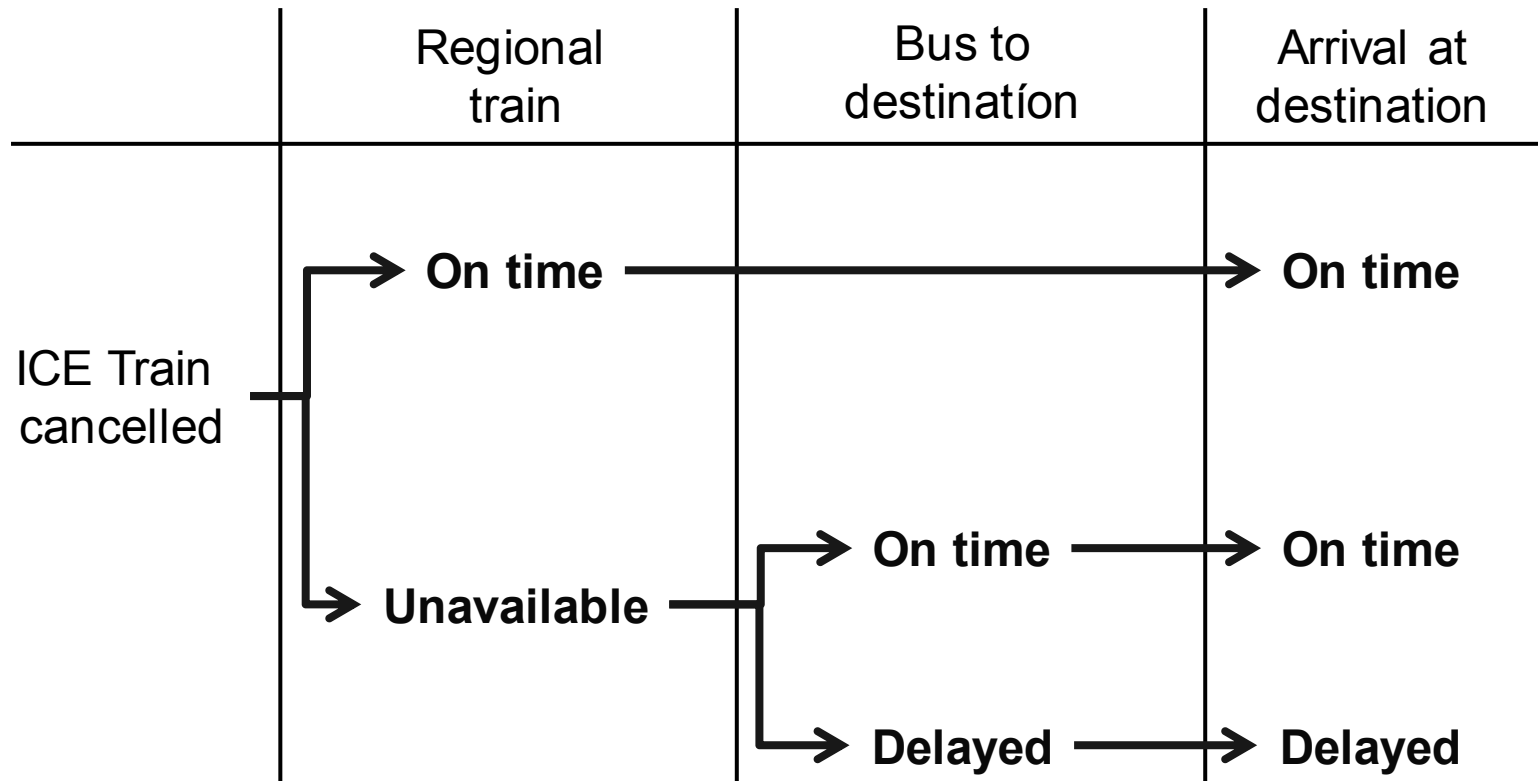 Regional
train
Bus to
destinatíon
Arrival at
destination
On time
On time
ICE Train
cancelled
On time
On time
Unavailable
Delayed
Delayed